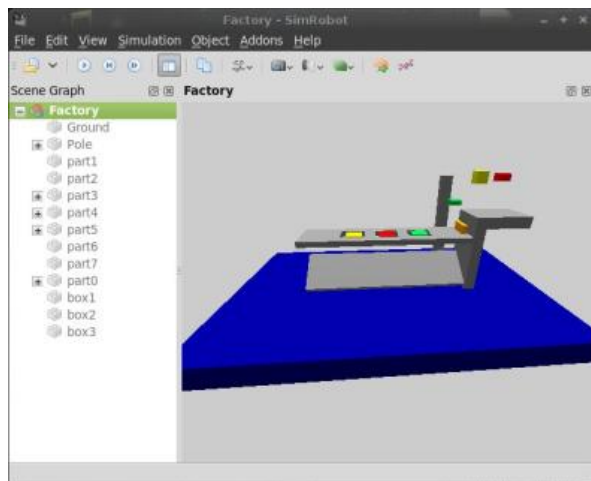 Factory - SimRobot
File Edit View Simulation Object Addons Help
Scene Graph
Factory
Factory
Ground
Pole
part1
part2
part3
part4
part5
part6
part7
part0
box1
box2
box3